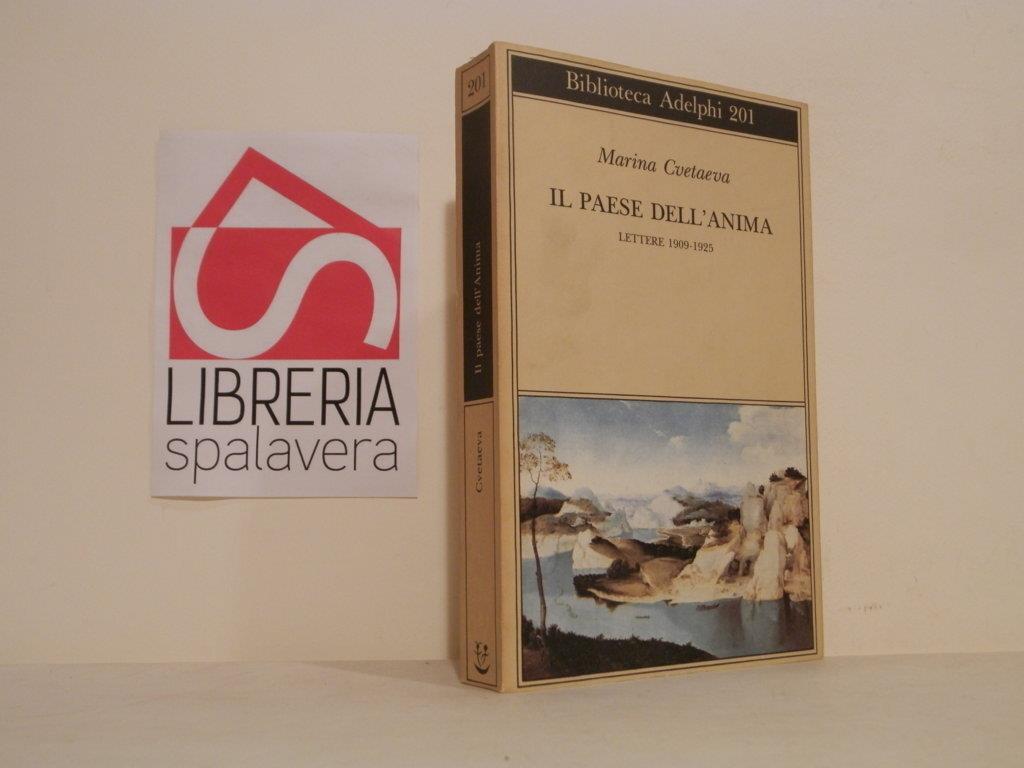 LIBRERIA
spalavera
201
Il paese dell'Anima
Cvetaeva
Biblioteca Adelphi 201
Marina Cvetaeva
IL PAESE DELL'ANIMA
LETTERE 1909-1925